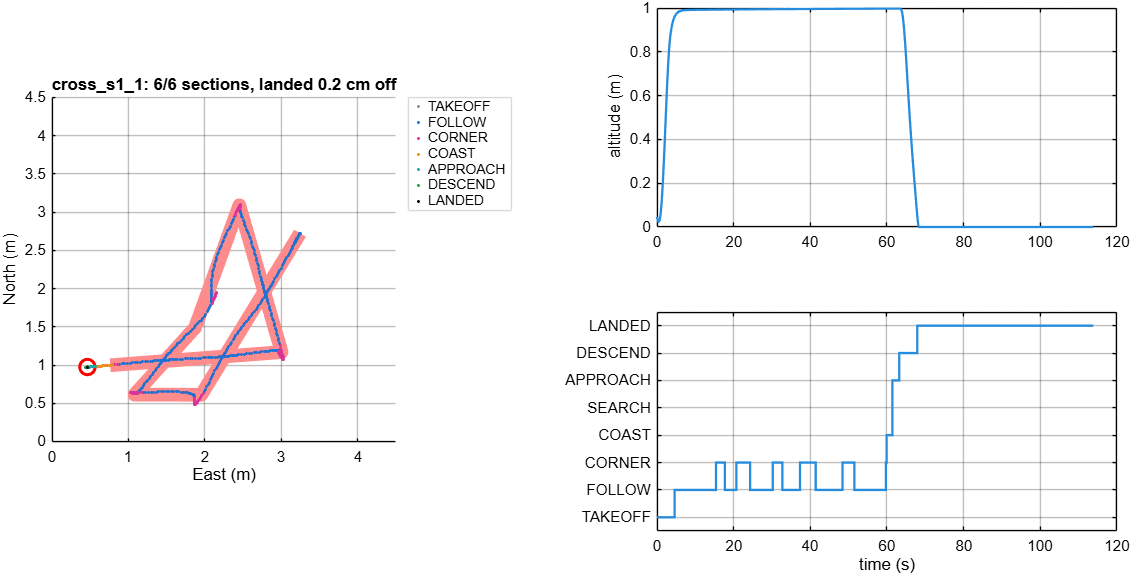 cross_s1_1: 6/6 sections, landed 0.2 cm off
4.5
4
3.5
3
2.5
2
1.5
1
0.5
0
North (m)
0 1 2 3 4
East (m)
TAKEOFF
FOLLOW
CORNER
COAST
APPROACH
DESCEND
LANDED
1
0.8
0.6
0.4
0.2
0
altitude (m)
0 20 40 60 80 100 120
LANDED
DESCEND
APPROACH
SEARCH
COAST
CORNER
FOLLOW
TAKEOFF
0 20 40 60 80 100 120
time (s)